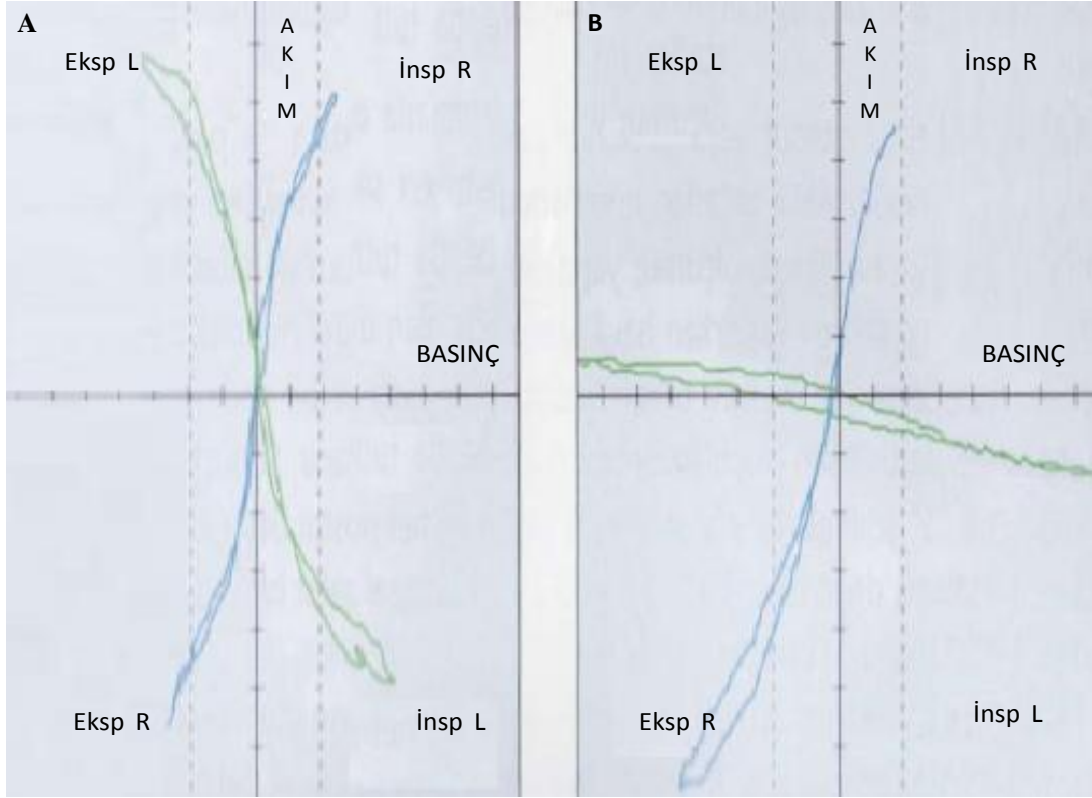 A
Eksp L
A
K
I
M
İnsp R
BASINÇ
Eksp R
İnsp L
B
Eksp L
A
K
I
M
İnsp R
BASINÇ
Eksp R
İnsp L